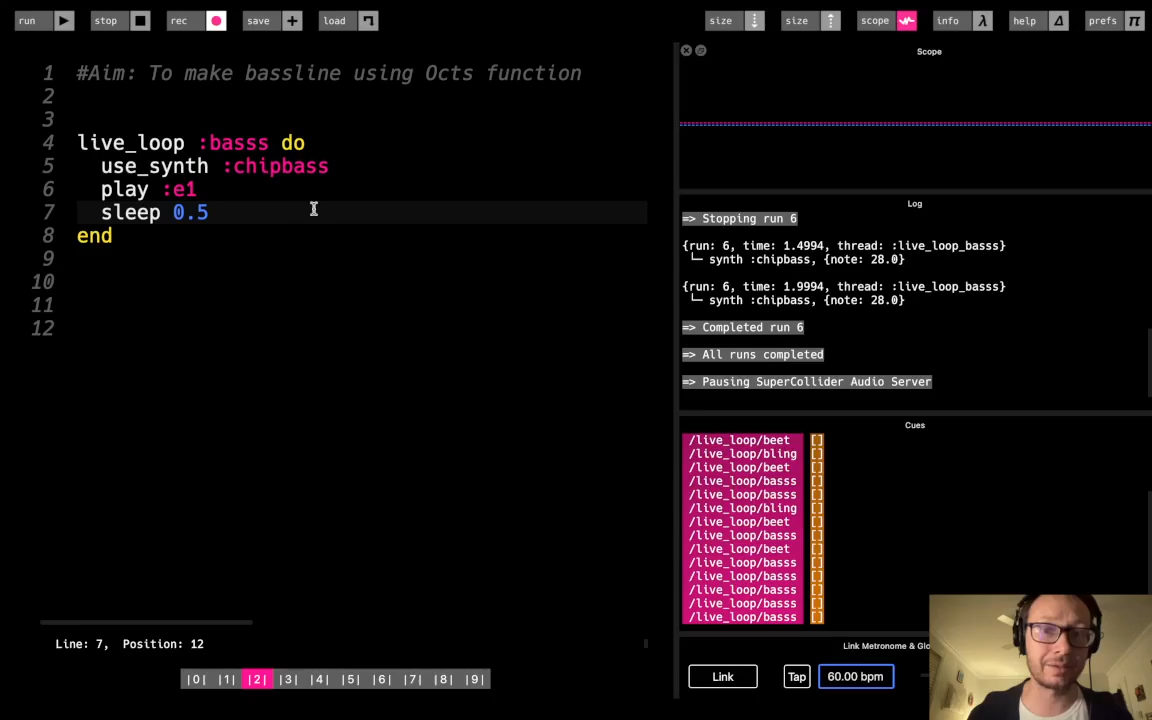 run stop rec save load size size scope info help prefs
Scope
1 #Aim: To make bassline using Octs function
2
3
4 live_loop :basss do
5 use_synth :chipbass
6 play :e1
7 sleep 0.5
8 end
9
10
11
12
Log
=> Stopping run 6
{run: 6, time: 1.4994, thread: :live_loop_basss}
└─ synth :chipbass, {note: 28.0}
{run: 6, time: 1.9994, thread: :live_loop_basss}
└─ synth :chipbass, {note: 28.0}
=> Completed run 6
=> All runs completed
=> Pausing SuperCollider Audio Server
Cues
/live_loop/beet []
/live_loop/bling []
/live_loop/beet []
/live_loop/basss []
/live_loop/basss []
/live_loop/bling []
/live_loop/beet []
/live_loop/basss []
/live_loop/beet []
/live_loop/basss []
/live_loop/basss []
/live_loop/basss []
/live_loop/basss []
/live_loop/basss []
Line: 7, Position: 12
Link Metronome & Glo
Link Tap 60.00 bpm
|0| |1| |2| |3| |4| |5| |6| |7| |8| |9|